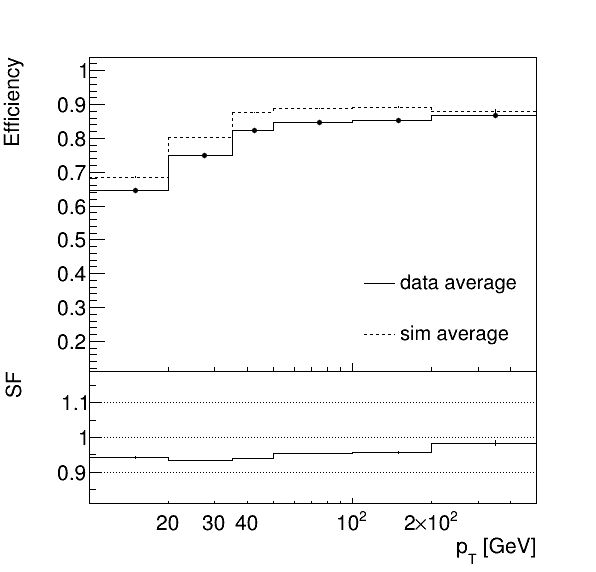 Efficiency
1
0.9
0.8
0.7
0.6
0.5
0.4
0.3
0.2
data average
sim average
SF
1.1
1
0.9
20 30 40 10² 2×10²
p_T [GeV]